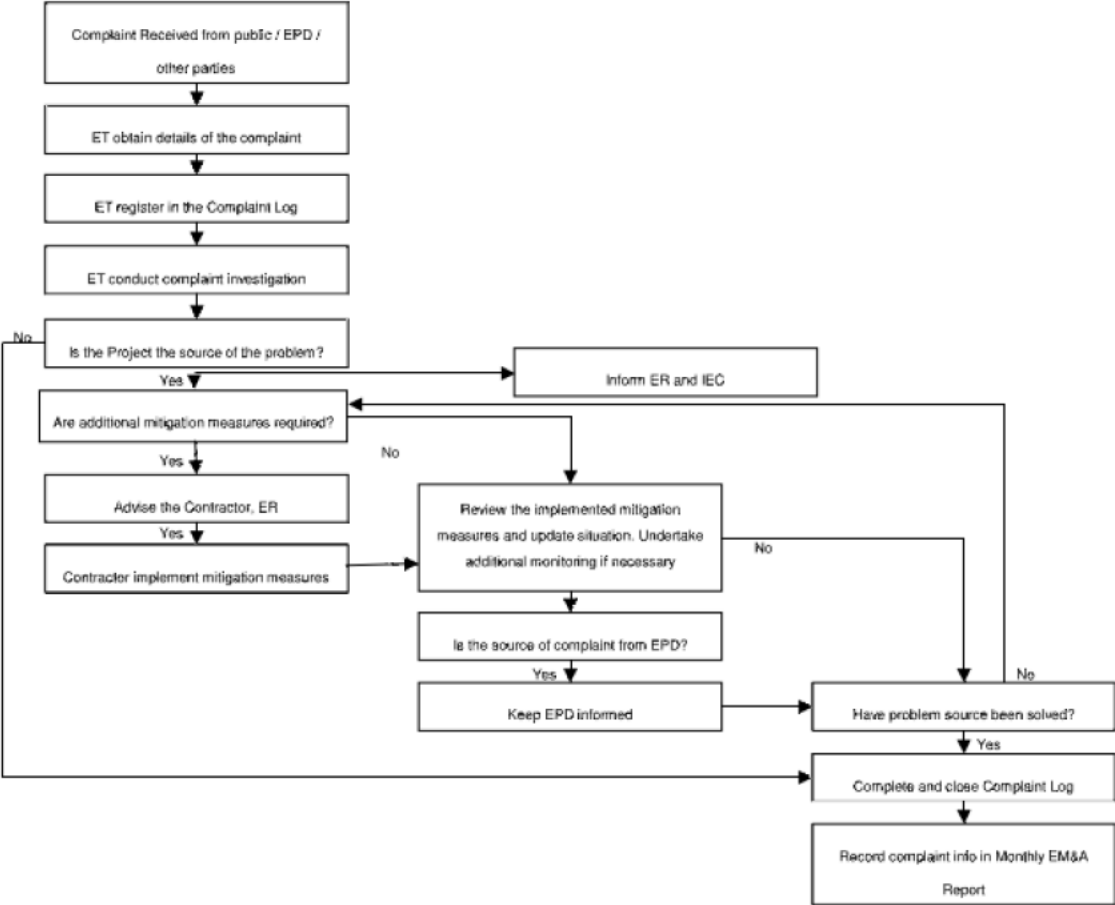 Complaint Received from public / EPD /
other parties
ET obtain details of the complaint
ET register in the Complaint Log
ET conduct complaint investigation
No
Is the Project the source of the problem?
Yes
Inform ER and IEC
Are additional mitigation measures required?
No
Yes
Advise the Contractor, ER
Yes
Contractor implement mitigation measures
Review the implemented mitigation
measures and update situation. Undertake
additional monitoring if necessary
No
Is the source of complaint from EPD?
Yes
Keep EPD informed
No
Have problem source been solved?
Yes
Complete and close Complaint Log
Record complaint info in Monthly EM&A
Report